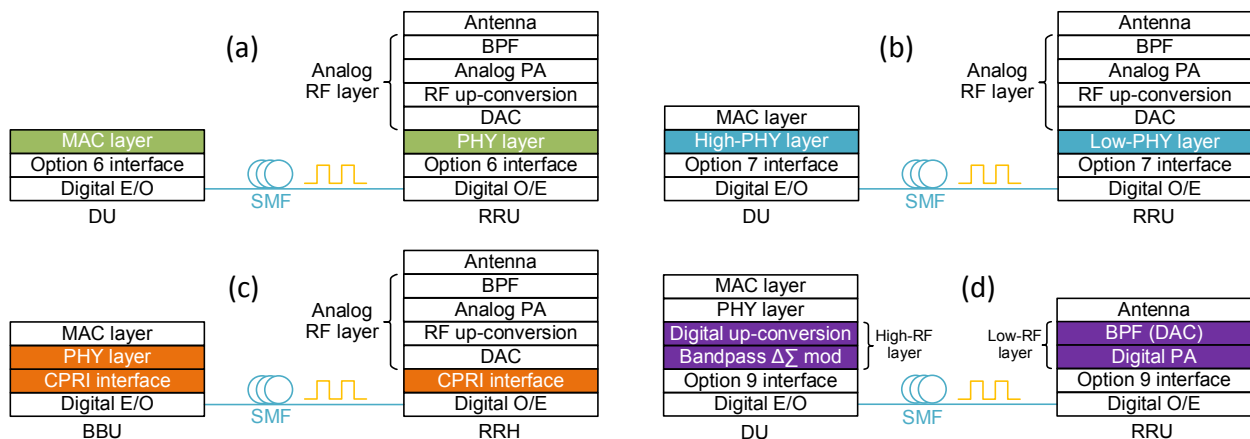 (a)
Antenna
BPF
Analog PA
RF up-conversion
DAC
PHY layer
Option 6 interface
Digital O/E
RRU
Analog
RF layer
MAC layer
Option 6 interface
Digital E/O
DU
SMF
(b)
Antenna
BPF
Analog PA
RF up-conversion
DAC
Low-PHY layer
Option 7 interface
Digital O/E
RRU
Analog
RF layer
MAC layer
High-PHY layer
Option 7 interface
Digital E/O
DU
SMF
(c)
Antenna
BPF
Analog PA
RF up-conversion
DAC
CPRI interface
Digital O/E
RRH
Analog
RF layer
MAC layer
PHY layer
CPRI interface
Digital E/O
BBU
SMF
(d)
MAC layer
PHY layer
Digital up-conversion
Bandpass ΔΣ mod
Option 9 interface
Digital E/O
DU
High-RF
layer
Low-RF
layer
Antenna
BPF (DAC)
Digital PA
Option 9 interface
Digital O/E
RRU
SMF